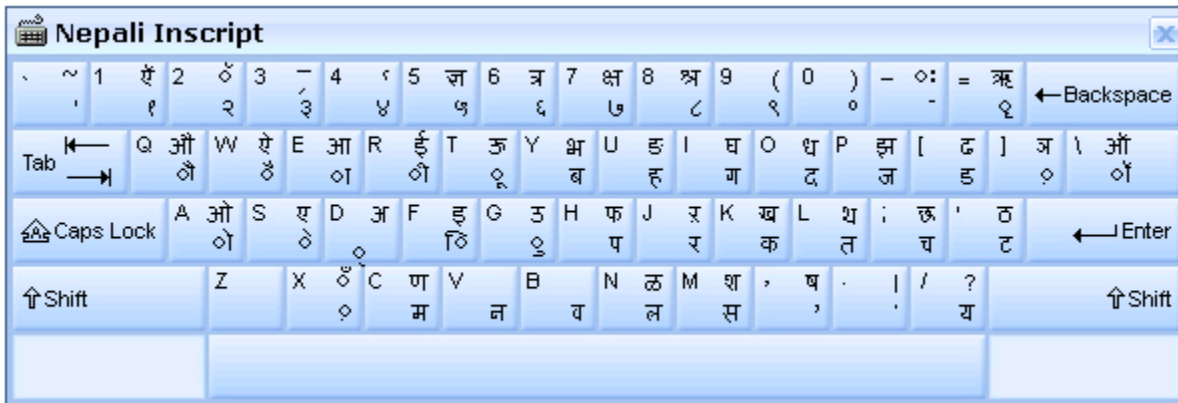 Nepali Inscript
` ~ ' 1 ऍ १ 2 ॅ २ 3 ३ 4 ४ 5 ज्ञ ५ 6 त्र ६ 7 क्ष ७ 8 श्र ८ 9 ( ९ 0 ) ० – ः - = ऋ ृ ←Backspace
Tab Q औ ौ W ऐ ै E आ ा R ई ी T ऊ ू Y भ ब U ङ ह I घ ग O ध द P झ ज [ ढ ड ] ञ ़ \ ऑ ॉ
Caps Lock A ओ ो S ए े D अ ् F इ ि G उ ु H फ प J ऱ र K ख क L थ त ; छ च ' ठ ट Enter
Shift Z X ँ C ण म V न B व N ळ ल M श स , ष , . | / ? य Shift